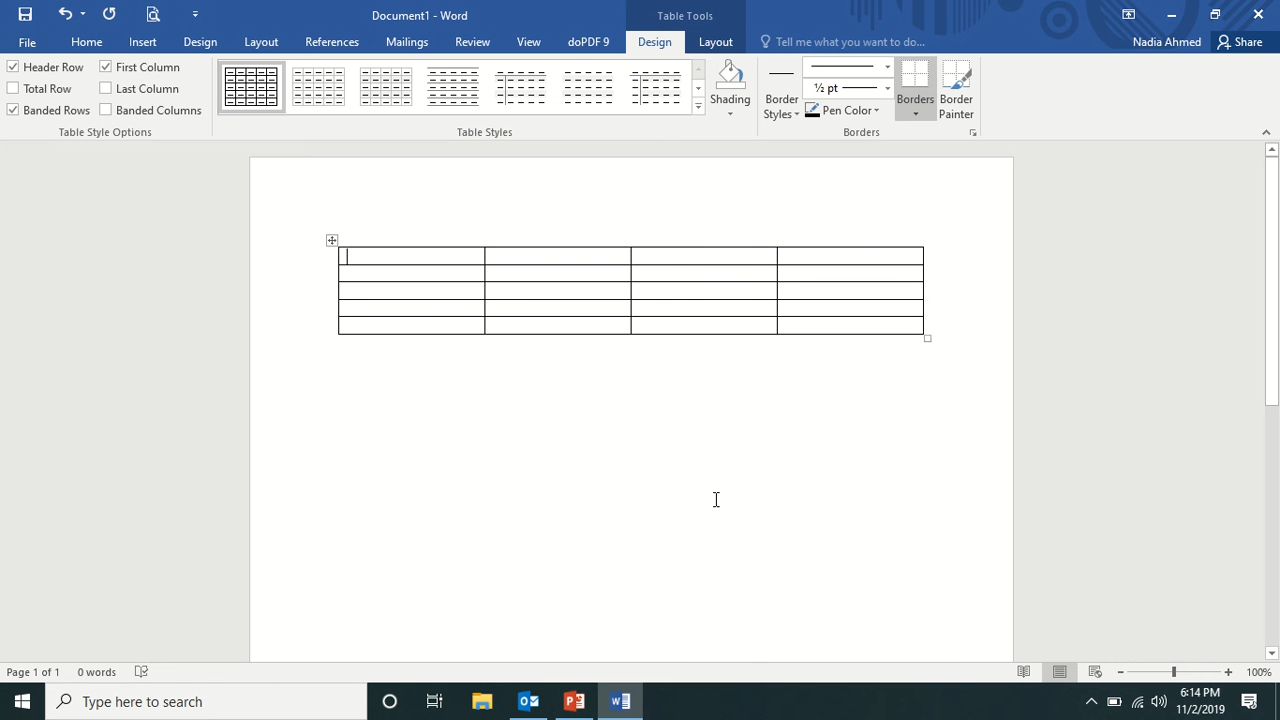 Document1 - Word
Table Tools
File
Home
Insert
Design
Layout
References
Mailings
Review
View
doPDF 9
Design
Layout
Tell me what you want to do...
Nadia Ahmed
Share
Header Row
First Column
Total Row
Last Column
Banded Rows
Banded Columns
Table Style Options
Table Styles
Shading
Border
Styles
½ pt
Pen Color
Borders
Border
Painter
Borders
Page 1 of 1
0 words
100%
Type here to search
6:14 PM
11/2/2019